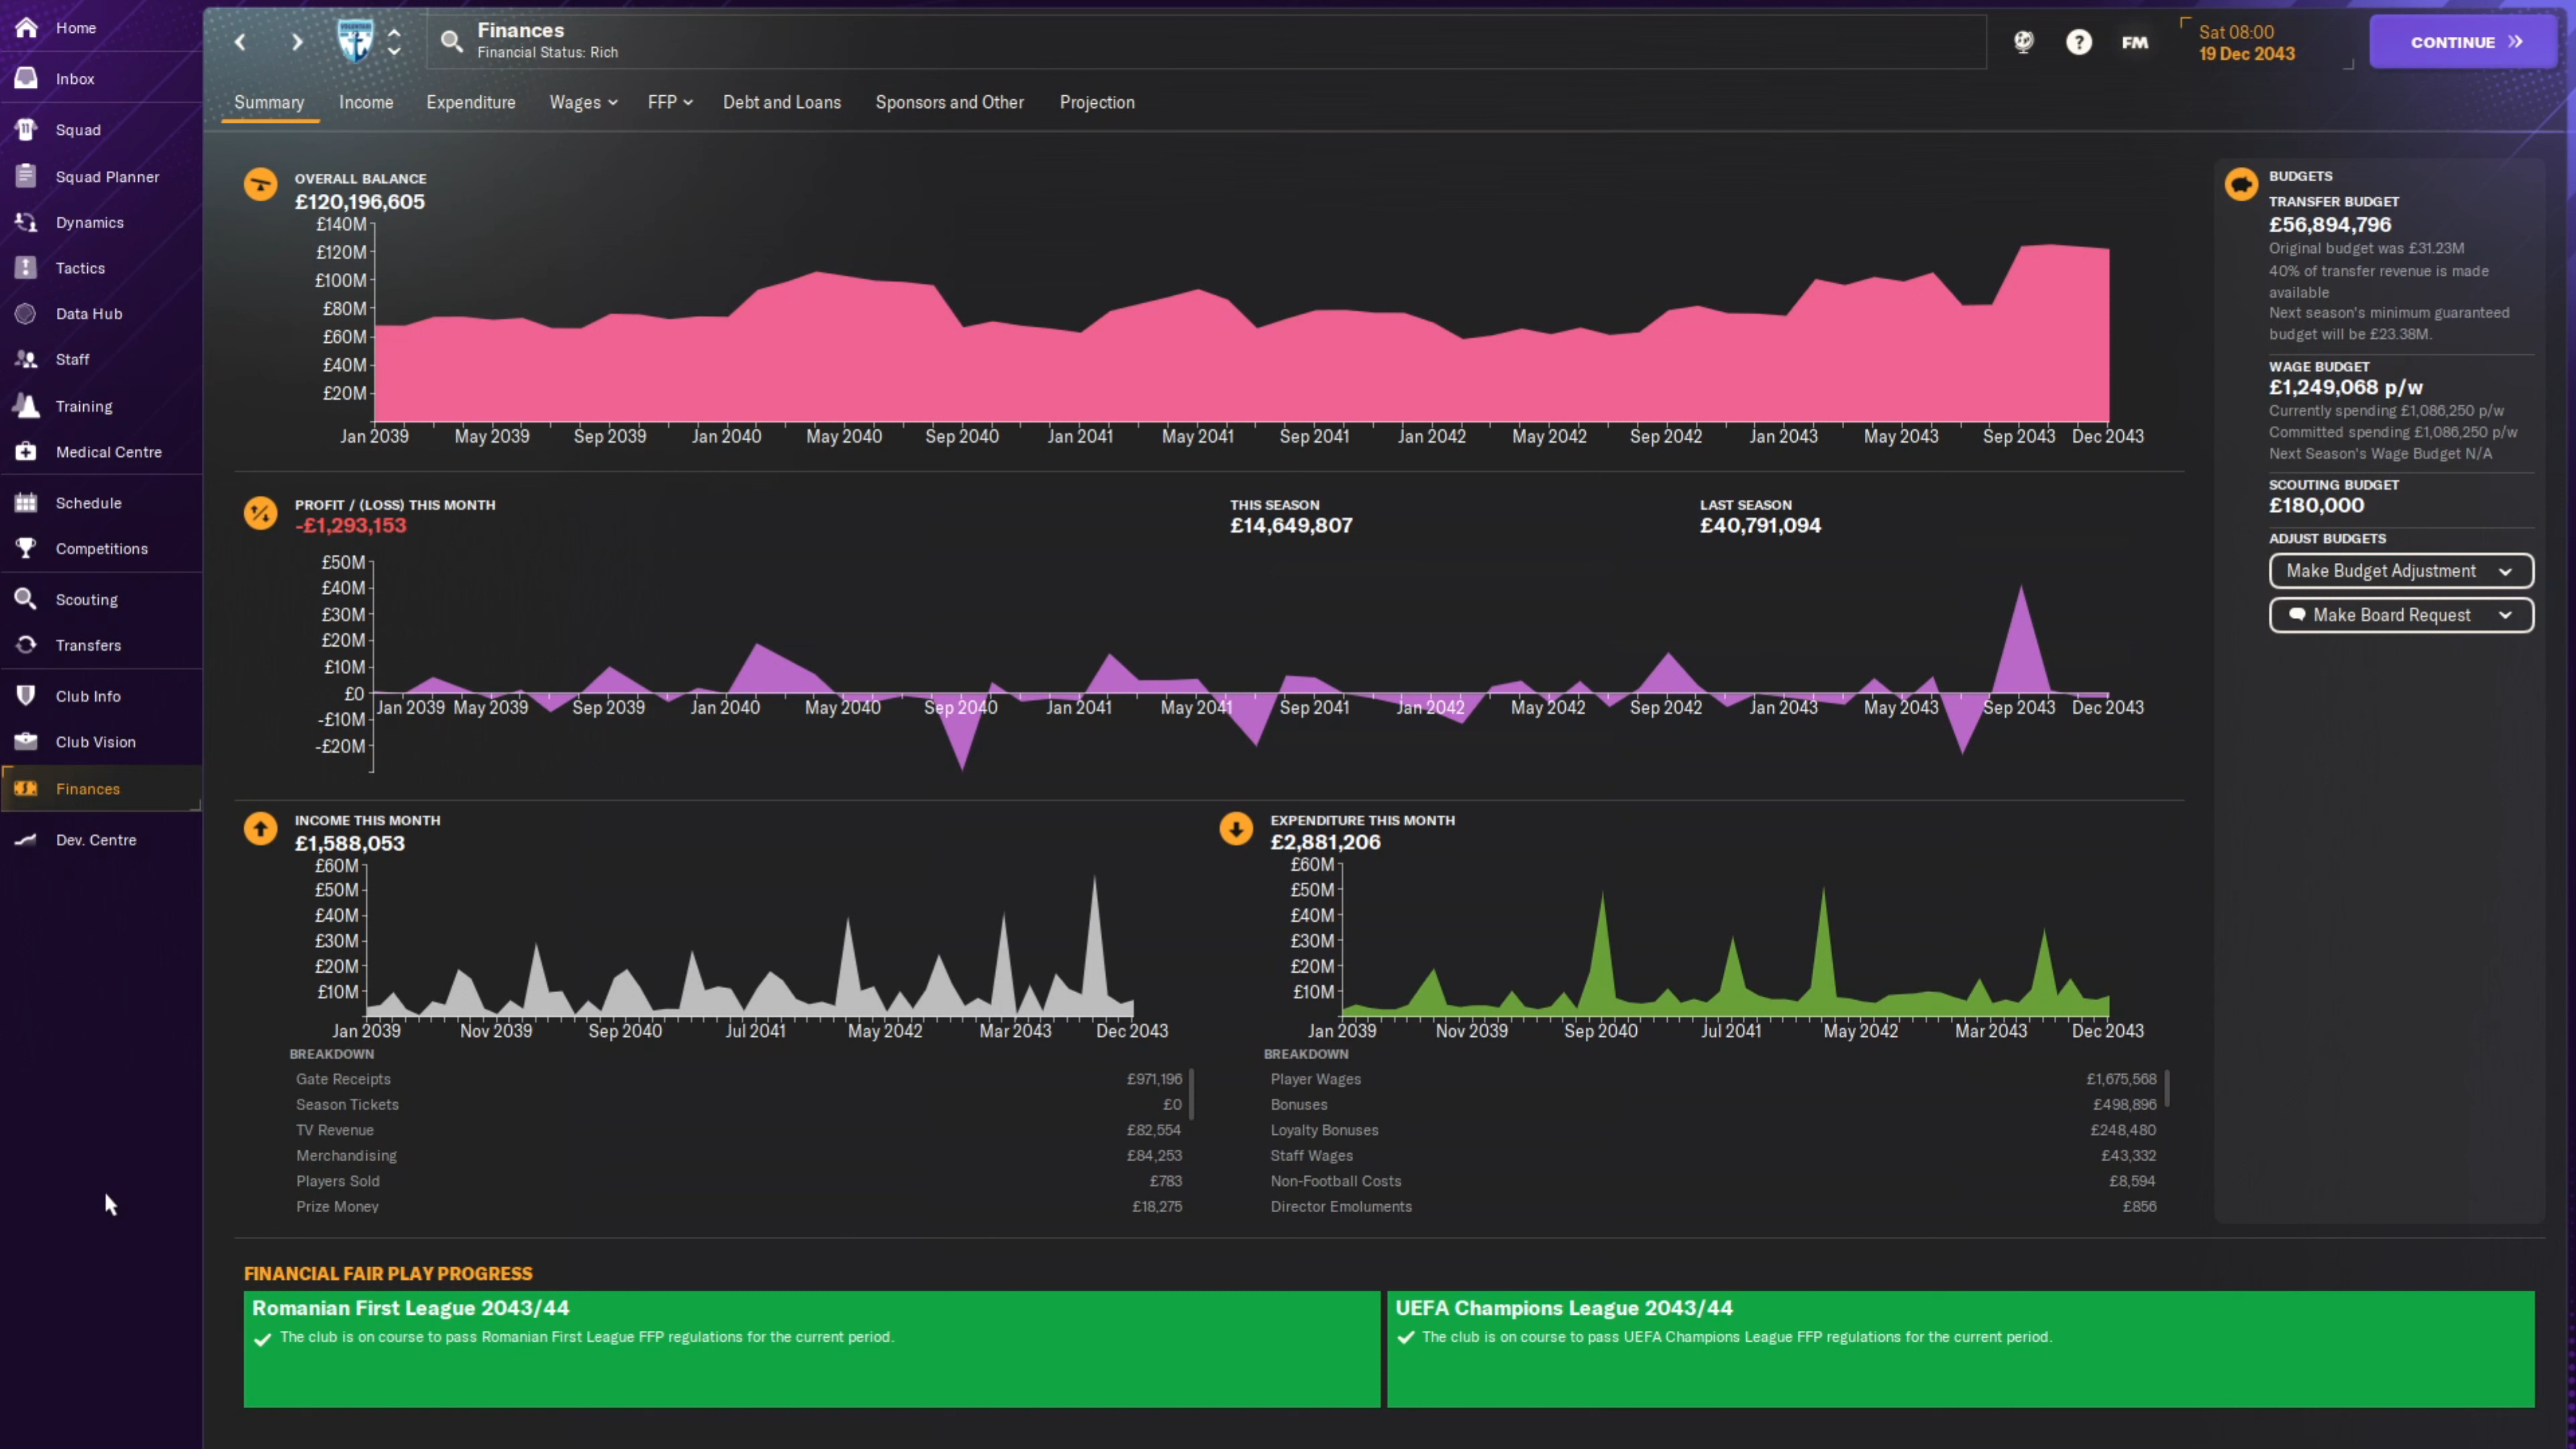 Home
Inbox
Squad
Squad Planner
Dynamics
Tactics
Data Hub
Staff
Training
Medical Centre
Schedule
Competitions
Scouting
Transfers
Club Info
Club Vision
Finances
Dev. Centre
Finances
Financial Status: Rich
FM
Sat 08:00
19 Dec 2043
CONTINUE
Summary Income Expenditure Wages FFP Debt and Loans Sponsors and Other Projection
OVERALL BALANCE
£120,196,605
£140M
£120M
£100M
£80M
£60M
£40M
£20M
Jan 2039 May 2039 Sep 2039 Jan 2040 May 2040 Sep 2040 Jan 2041 May 2041 Sep 2041 Jan 2042 May 2042 Sep 2042 Jan 2043 May 2043 Sep 2043 Dec 2043
PROFIT / (LOSS) THIS MONTH
-£1,293,153
THIS SEASON
£14,649,807
LAST SEASON
£40,791,094
£50M
£40M
£30M
£20M
£10M
£0
-£10M
-£20M
Jan 2039 May 2039 Sep 2039 Jan 2040 May 2040 Sep 2040 Jan 2041 May 2041 Sep 2041 Jan 2042 May 2042 Sep 2042 Jan 2043 May 2043 Sep 2043 Dec 2043
INCOME THIS MONTH
£1,588,053
£60M
£50M
£40M
£30M
£20M
£10M
Jan 2039 Nov 2039 Sep 2040 Jul 2041 May 2042 Mar 2043 Dec 2043
BREAKDOWN
Gate Receipts £971,196
Season Tickets £0
TV Revenue £82,554
Merchandising £84,253
Players Sold £783
Prize Money £18,275
EXPENDITURE THIS MONTH
£2,881,206
£60M
£50M
£40M
£30M
£20M
£10M
Jan 2039 Nov 2039 Sep 2040 Jul 2041 May 2042 Mar 2043 Dec 2043
BREAKDOWN
Player Wages £1,675,568
Bonuses £498,896
Loyalty Bonuses £248,480
Staff Wages £43,332
Non-Football Costs £8,594
Director Emoluments £856
BUDGETS
TRANSFER BUDGET
£56,894,796
Original budget was £31.23M
40% of transfer revenue is made
available
Next season's minimum guaranteed
budget will be £23.38M.
WAGE BUDGET
£1,249,068 p/w
Currently spending £1,086,250 p/w
Committed spending £1,086,250 p/w
Next Season's Wage Budget N/A
SCOUTING BUDGET
£180,000
ADJUST BUDGETS
Make Budget Adjustment
Make Board Request
FINANCIAL FAIR PLAY PROGRESS
Romanian First League 2043/44
The club is on course to pass Romanian First League FFP regulations for the current period.
UEFA Champions League 2043/44
The club is on course to pass UEFA Champions League FFP regulations for the current period.